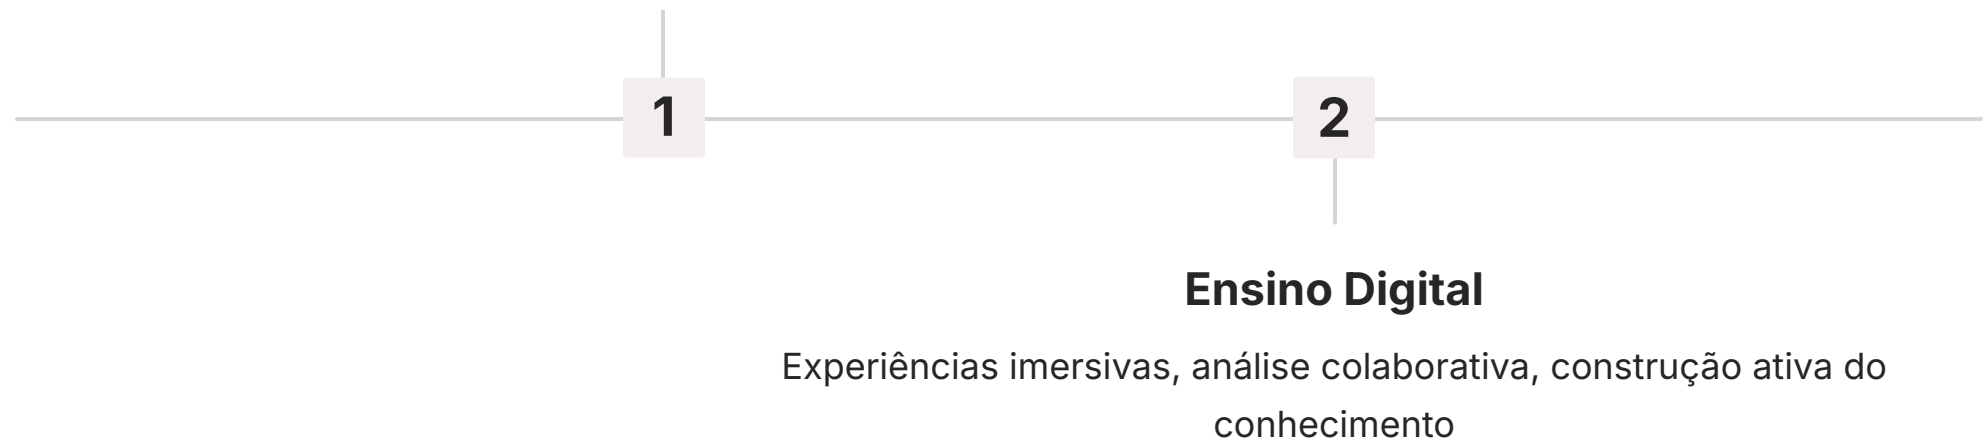 1
2
Ensino Digital
Experiências imersivas, análise colaborativa, construção ativa do
conhecimento